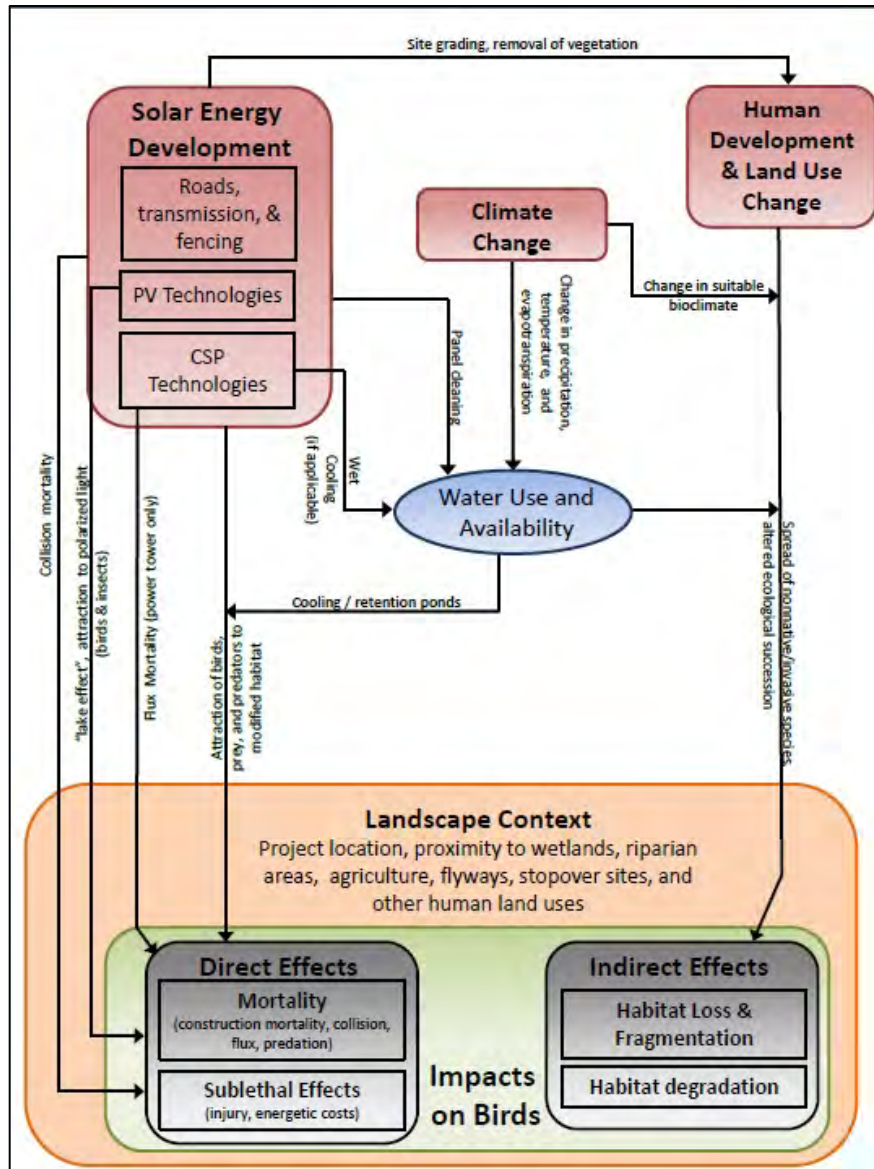 Site grading, removal of vegetation
Solar Energy
Development
Roads,
transmission, &
fencing
PV Technologies
CSP
Technologies
Human
Development
& Land Use
Change
Climate
Change
Change in suitable
bioclimate
Change in precipitation,
temperature, and
evapotranspiration
Panel cleaning
Wet
Cooling
(if applicable)
Water Use and
Availability
Cooling / retention ponds
Collision mortality
"lake effect", attraction to polarized light
(birds & insects)
Flux Mortality (power tower only)
Attraction of birds,
prey, and predators to
modified habitat
Spread of nonnative/invasive species,
altered ecological succession
Landscape Context
Project location, proximity to wetlands, riparian
areas, agriculture, flyways, stopover sites, and
other human land uses
Direct Effects
Mortality
(construction mortality, collision,
flux, predation)
Sublethal Effects
(injury, energetic costs)
Impacts
on Birds
Indirect Effects
Habitat Loss &
Fragmentation
Habitat degradation